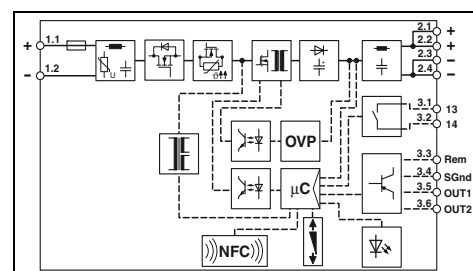 + 1.1
− 1.2
U
ϑ
2.1 +
2.2 +
2.3 −
2.4 −
OVP
3.1 13
3.2 14
μC
3.3 Rem
3.4 SGnd
3.5 OUT1
3.6 OUT2
NFC